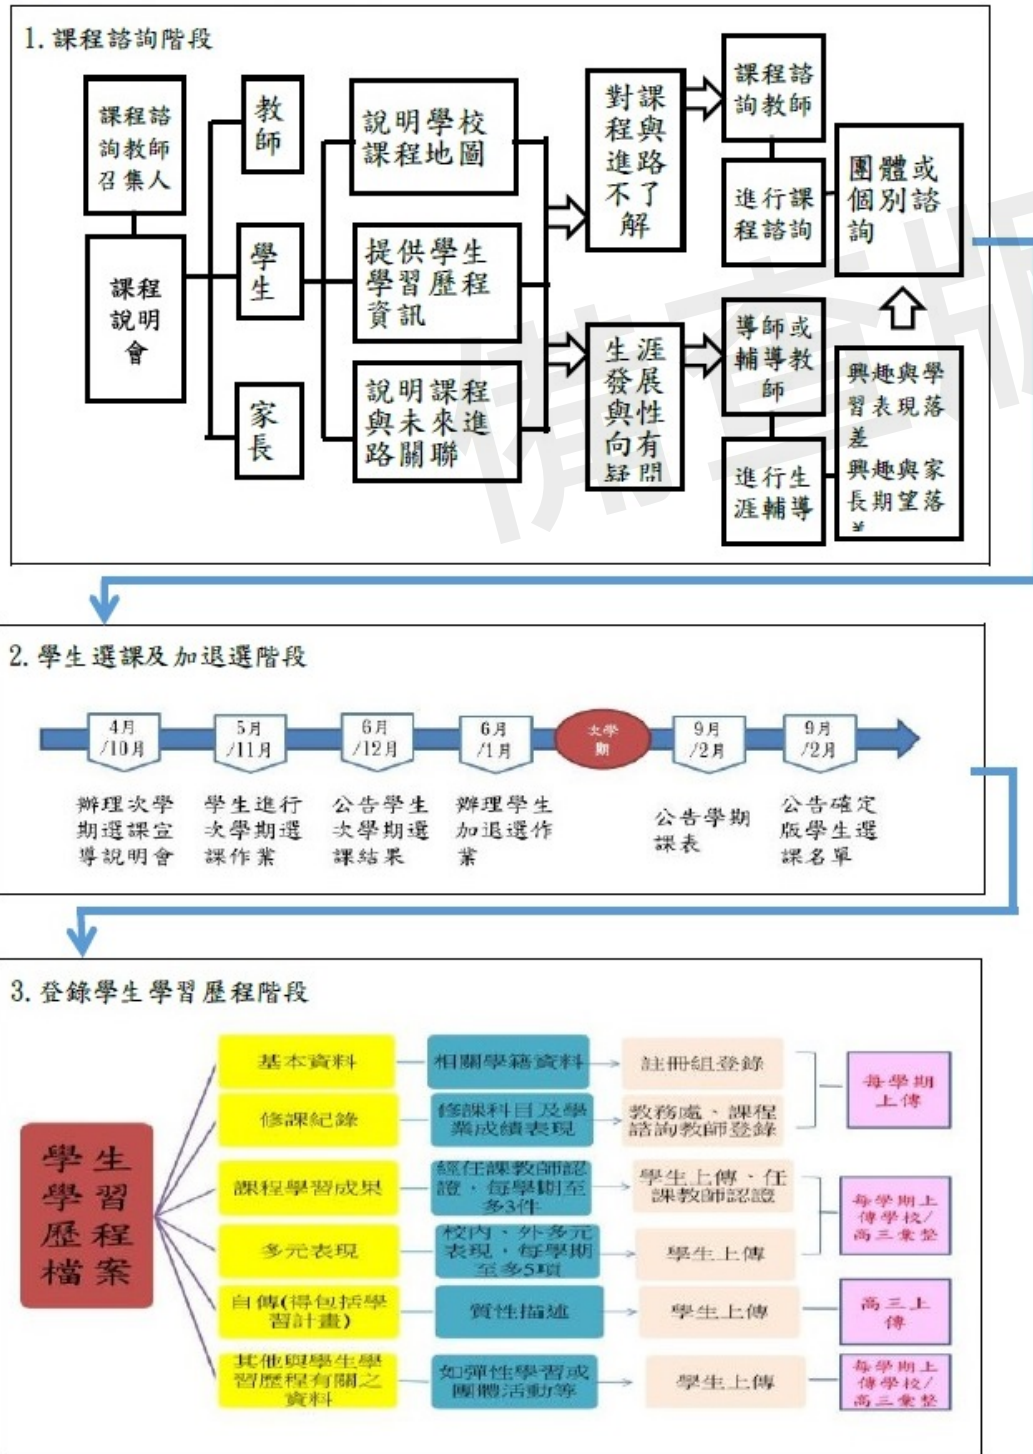 1. 課程諮詢階段
課程諮
詢教師
召集人
課程
說明
會
教
師
學
生
家
長
說明學校
課程地圖
提供學生
學習歷程
資訊
說明課程
與未來進
路關聯
對課
程與
進路
不了
解
生涯
發展
與性
向有
疑問
課程諮
詢教師
進行課
程諮詢
導師或
輔導教
師
進行生
涯輔導
團體或
個別諮
詢
興趣與學
習表現落
差
興趣與家
長期望落
差
備查版
2. 學生選課及加退選階段
4月
/10月
5月
/11月
6月
/12月
6月
/1月
次學
期
9月
/2月
9月
/2月
辦理次學
期選課宣
導說明會
學生進行
次學期選
課作業
公告學生
次學期選
課結果
辦理學生
加退選作
業
公告學期
課表
公告確定
版學生選
課名單
3. 登錄學生學習歷程階段
學生
學習
歷程
檔案
基本資料
相關學籍資料
註冊組登錄
修課紀錄
修課科目及學
業成績表現
教務處、課程
諮詢教師登錄
每學期
上傳
課程學習成果
經任課教師認
證，每學期至
多3件
學生上傳、任
課教師認證
多元表現
校內、外多元
表現，每學期
至多5項
學生上傳
每學期上
傳學校/
高三彙整
自傳(得包括學
習計畫)
質性描述
學生上傳
高三上
傳
其他與學生學
習歷程有關之
資料
如彈性學習或
團體活動等
學生上傳
每學期上
傳學校/
高三彙整